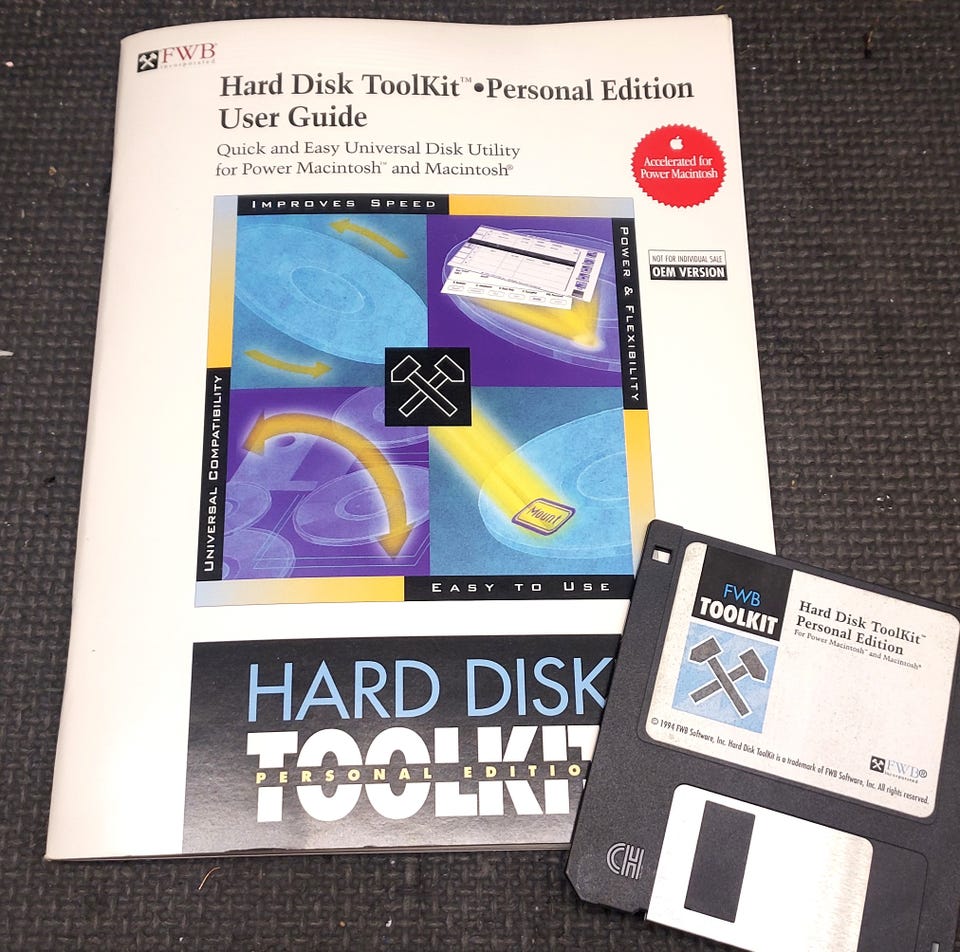 FWB®
incorporated
Hard Disk ToolKit™•Personal Edition
User Guide
Quick and Easy Universal Disk Utility
for Power Macintosh™ and Macintosh®
Accelerated for
Power Macintosh
NOT FOR INDIVIDUAL SALE
OEM VERSION
IMPROVES SPEED
POWER & FLEXIBILITY
UNIVERSAL COMPATIBILITY
Mount
EASY TO USE
HARD DISK
TOOLKIT
PERSONAL EDITIO
FWB
TOOLKIT
Hard Disk ToolKit™
Personal Edition
For Power Macintosh™ and Macintosh®
© 1994 FWB Software, Inc. Hard Disk ToolKit is a trademark of FWB Software, Inc. All rights reserved.
FWB®
incorporated
CH